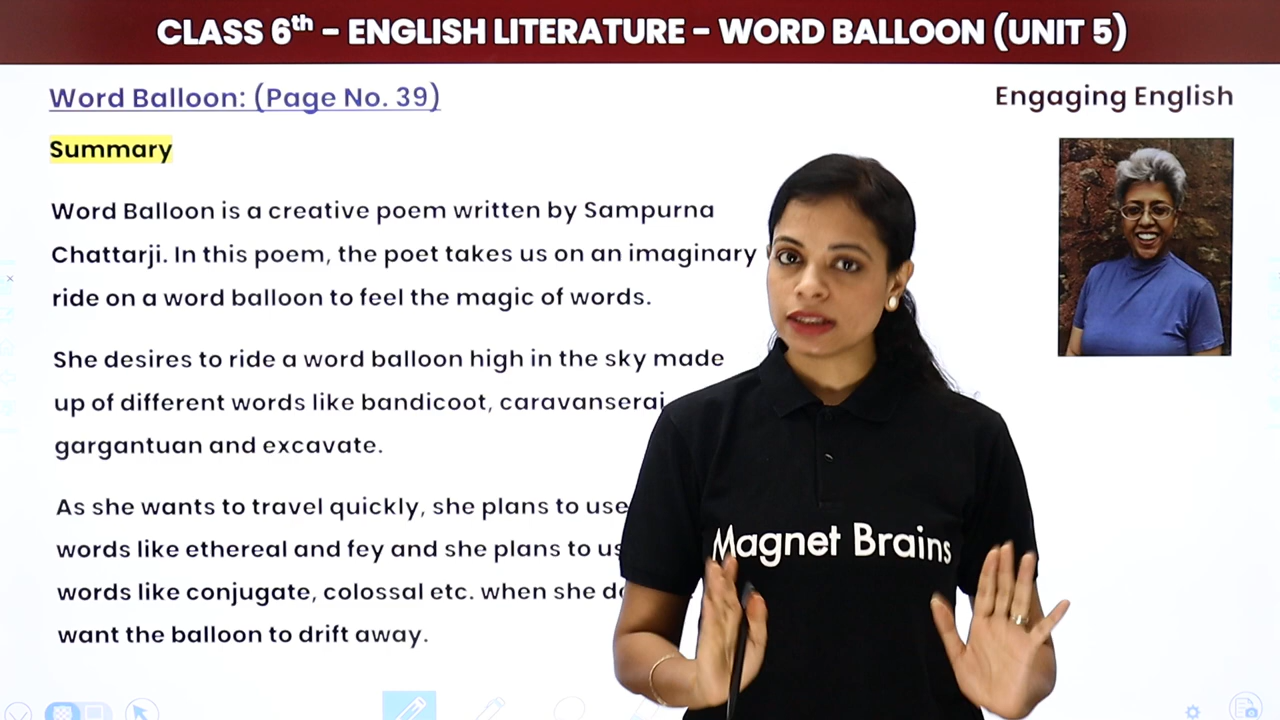 CLASS 6th – ENGLISH LITERATURE – WORD BALLOON (UNIT 5)
Word Balloon: (Page No. 39)
Engaging English
Summary
Word Balloon is a creative poem written by Sampurna
Chattarji. In this poem, the poet takes us on an imaginary
ride on a word balloon to feel the magic of words.
She desires to ride a word balloon high in the sky made
up of different words like bandicoot, caravanserai
gargantuan and excavate.
As she wants to travel quickly, she plans to use
words like ethereal and fey and she plans to
words like conjugate, colossal etc. when she
want the balloon to drift away.
Magnet Brains